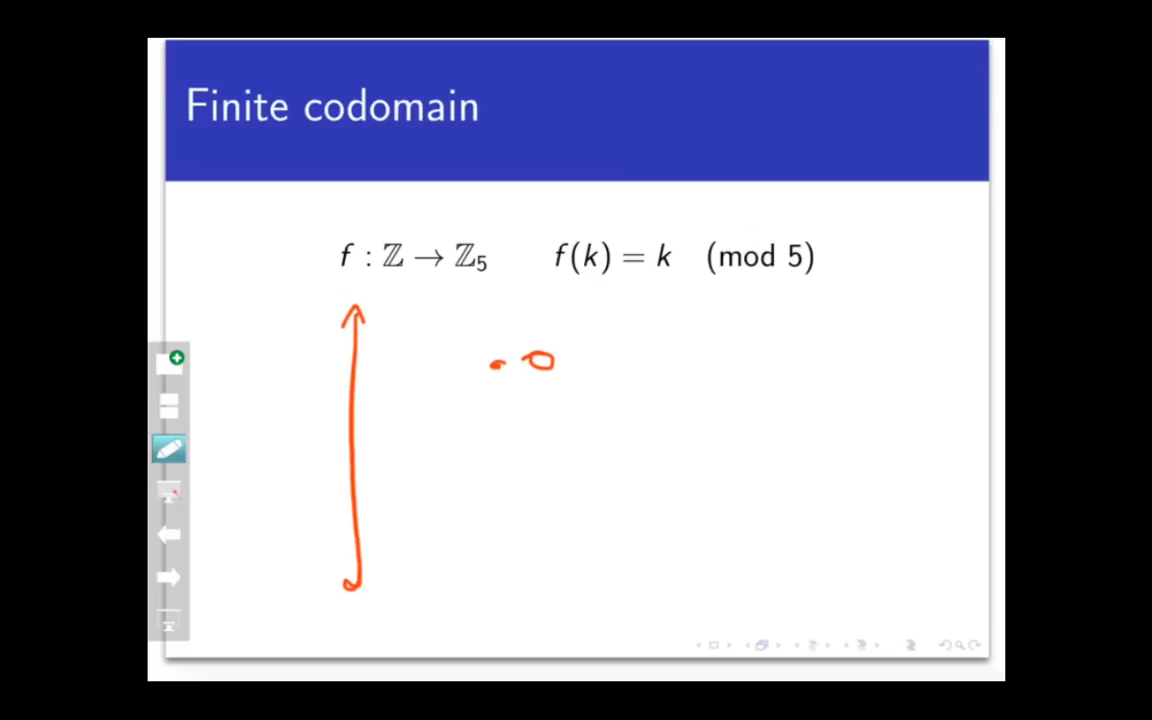 Finite codomain
f : ℤ → ℤ₅ f(k) = k (mod 5)
0